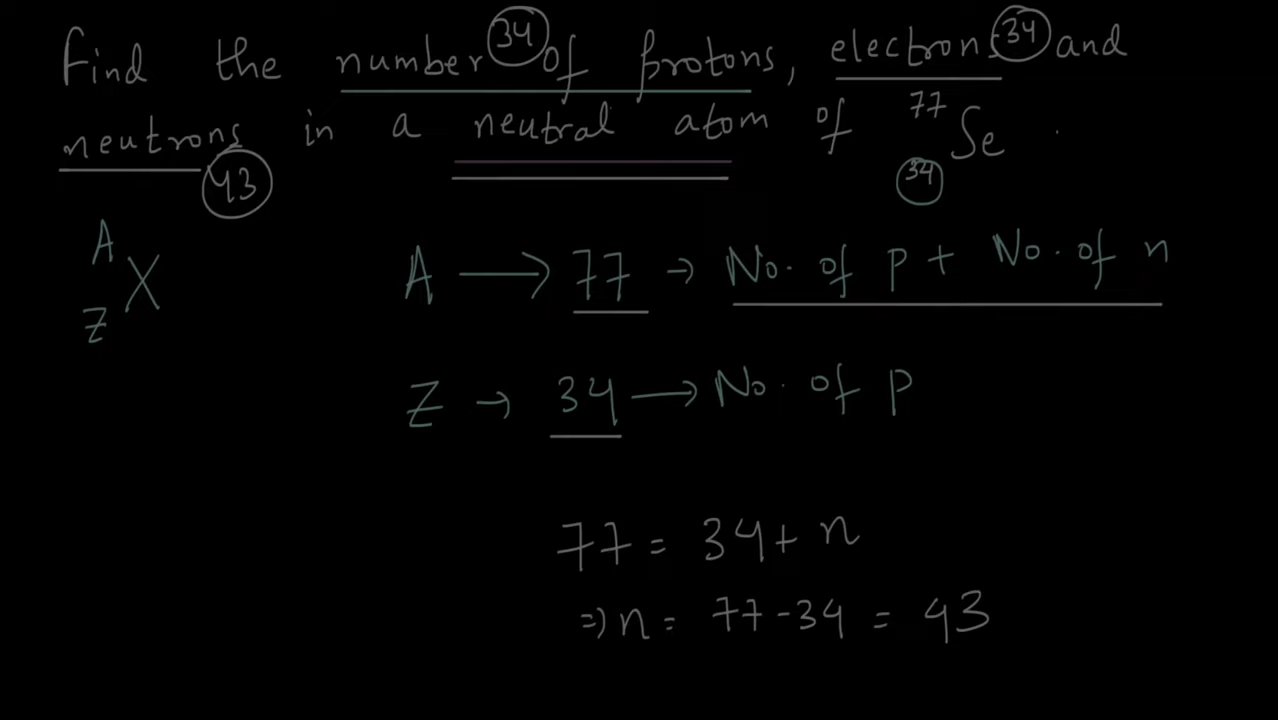 Find the number 34 of protons, electrons 34 and
neutrons 43 in a neutral atom of 77 34 Se.
A Z X
A → 77 → No. of p + No. of n
Z → 34 → No. of p
77 = 34 + n
⇒ n = 77 - 34 = 43